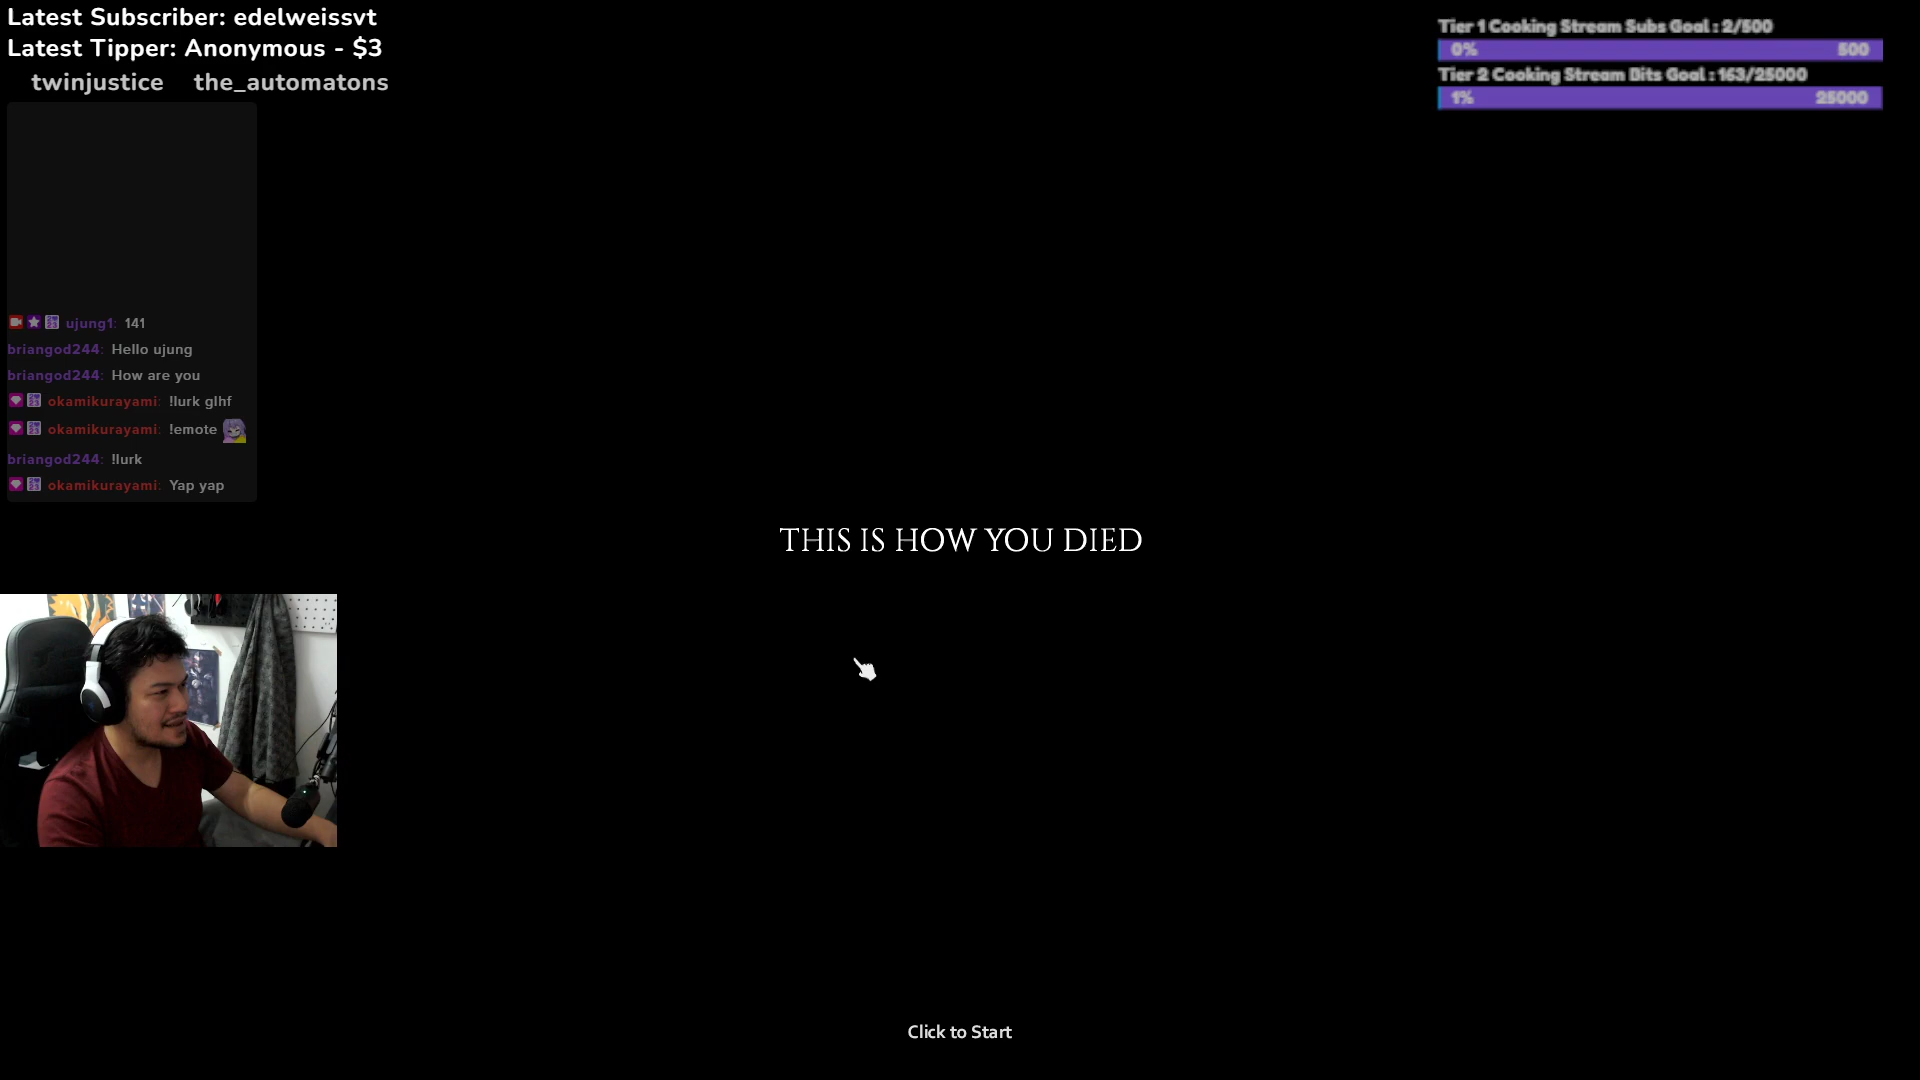 Latest Subscriber: edelweissvt
Latest Tipper: Anonymous - $3
twinjustice the_automatons
Tier 1 Cooking Stream Subs Goal : 2/500
0% 500
Tier 2 Cooking Stream Bits Goal : 163/25000
1% 25000
ujung1: 141
briangod244: Hello ujung
briangod244: How are you
okamikurayami: !lurk glhf
okamikurayami: !emote
briangod244: !lurk
okamikurayami: Yap yap
THIS IS HOW YOU DIED
Click to Start